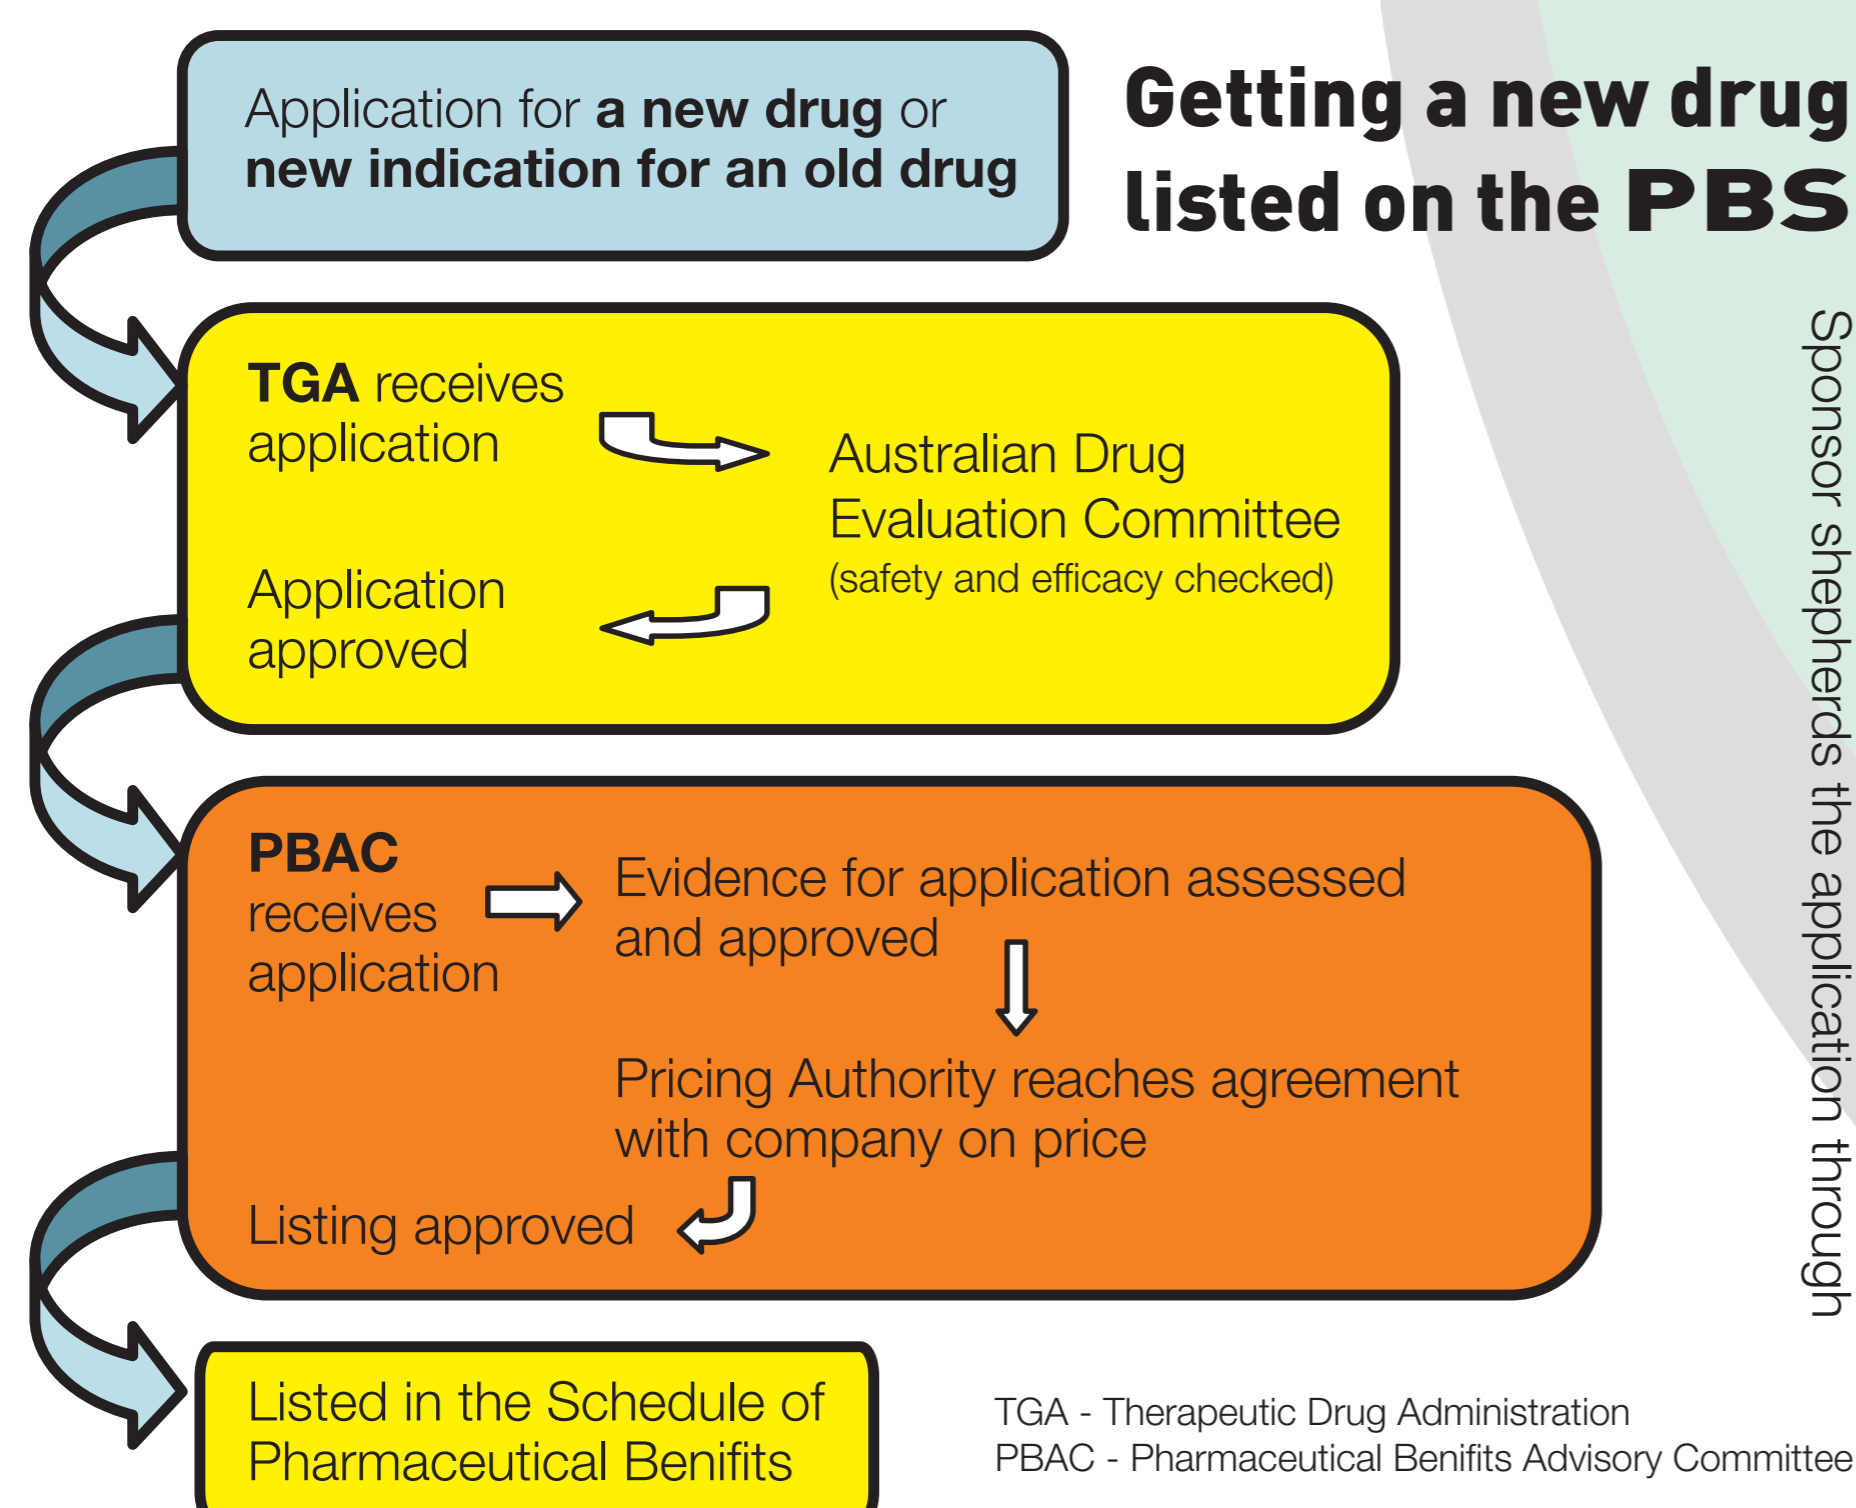 Getting a new drug
listed on the PBS
Application for a new drug or
new indication for an old drug
TGA receives
application
Australian Drug
Evaluation Committee
(safety and efficacy checked)
Application
approved
PBAC
receives
application
Evidence for application assessed
and approved
Pricing Authority reaches agreement
with company on price
Listing approved
Listed in the Schedule of
Pharmaceutical Benifits
Sponsor shepherds the application through
TGA - Therapeutic Drug Administration
PBAC - Pharmaceutical Benifits Advisory Committee